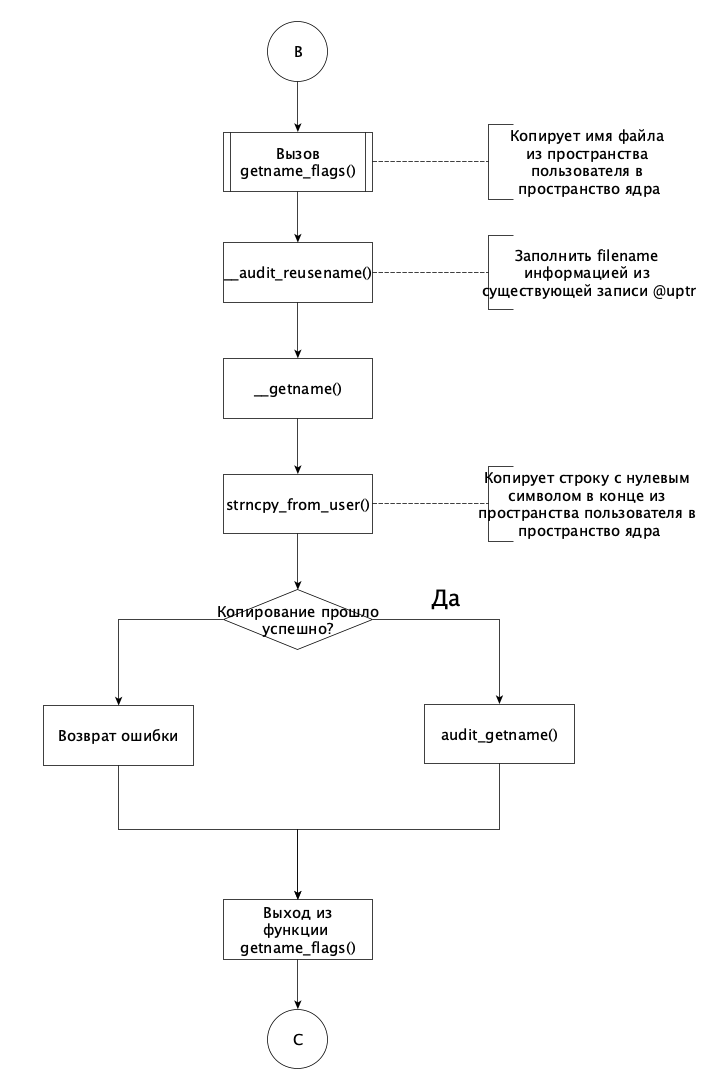 B
Вызов
getname_flags()
Копирует имя файла
из пространства
пользователя в
пространство ядра
__audit_reusename()
Заполнить filename
информацией из
существующей записи @uptr
__getname()
strncpy_from_user()
Копирует строку с нулевым
символом в конце из
пространства пользователя в
пространство ядра
Копирование прошло
успешно?
Да
Возврат ошибки
audit_getname()
Выход из
функции
getname_flags()
C